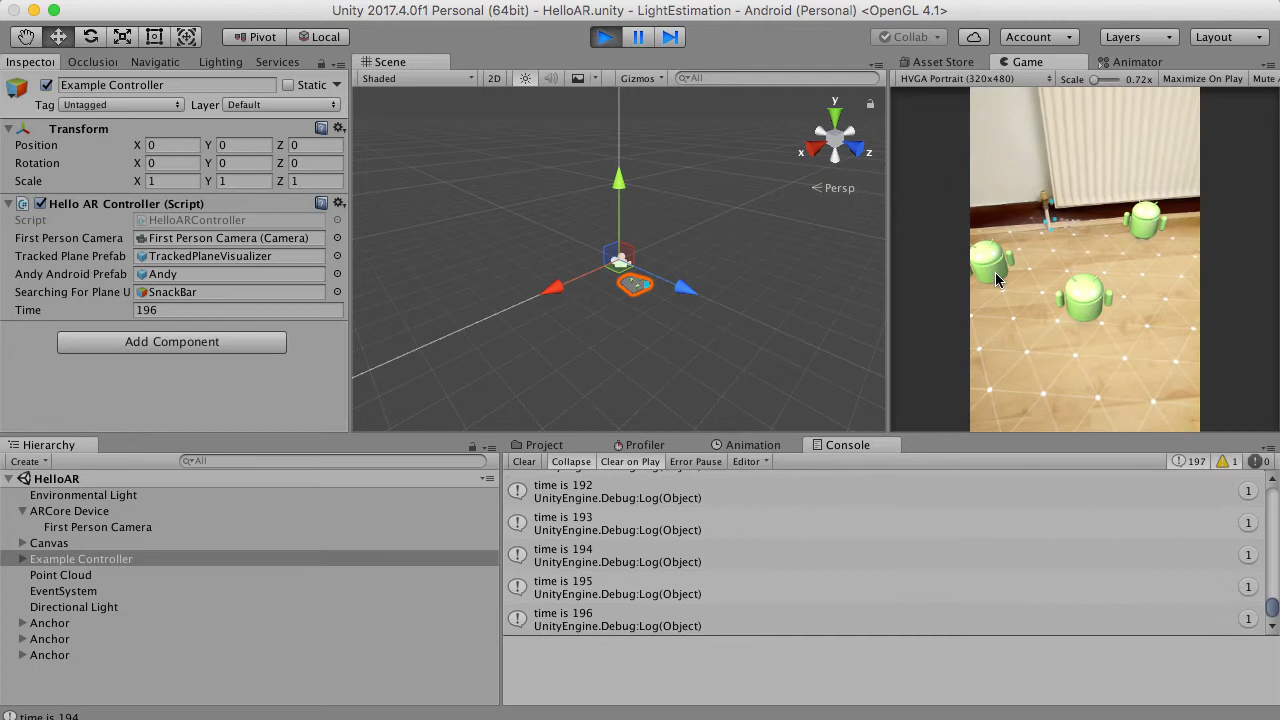 Unity 2017.4.0f1 Personal (64bit) - HelloAR.unity - LightEstimation - Android (Personal) <OpenGL 4.1>
Pivot Local Collab Account Layers Layout
Inspector Occlusion Navigatic Lighting Services
Example Controller Static
Tag Untagged Layer Default
Transform
Position X 0 Y 0 Z 0
Rotation X 0 Y 0 Z 0
Scale X 1 Y 1 Z 1
Hello AR Controller (Script)
Script HelloARController
First Person Camera First Person Camera (Camera)
Tracked Plane Prefab TrackedPlaneVisualizer
Andy Android Prefab Andy
Searching For Plane U SnackBar
Time 196
Add Component
Scene
Shaded 2D Gizmos All
y
x z
Persp
Asset Store Game Animator
HVGA Portrait (320x480) Scale 0.72x Maximize On Play Mute
Hierarchy
Create All
HelloAR
Environmental Light
ARCore Device
First Person Camera
Canvas
Example Controller
Point Cloud
EventSystem
Directional Light
Anchor
Anchor
Anchor
Project Profiler Animation Console
Clear Collapse Clear on Play Error Pause Editor 197 1 0
time is 192
UnityEngine.Debug:Log(Object) 1
time is 193
UnityEngine.Debug:Log(Object) 1
time is 194
UnityEngine.Debug:Log(Object) 1
time is 195
UnityEngine.Debug:Log(Object) 1
time is 196
UnityEngine.Debug:Log(Object) 1
time is 194